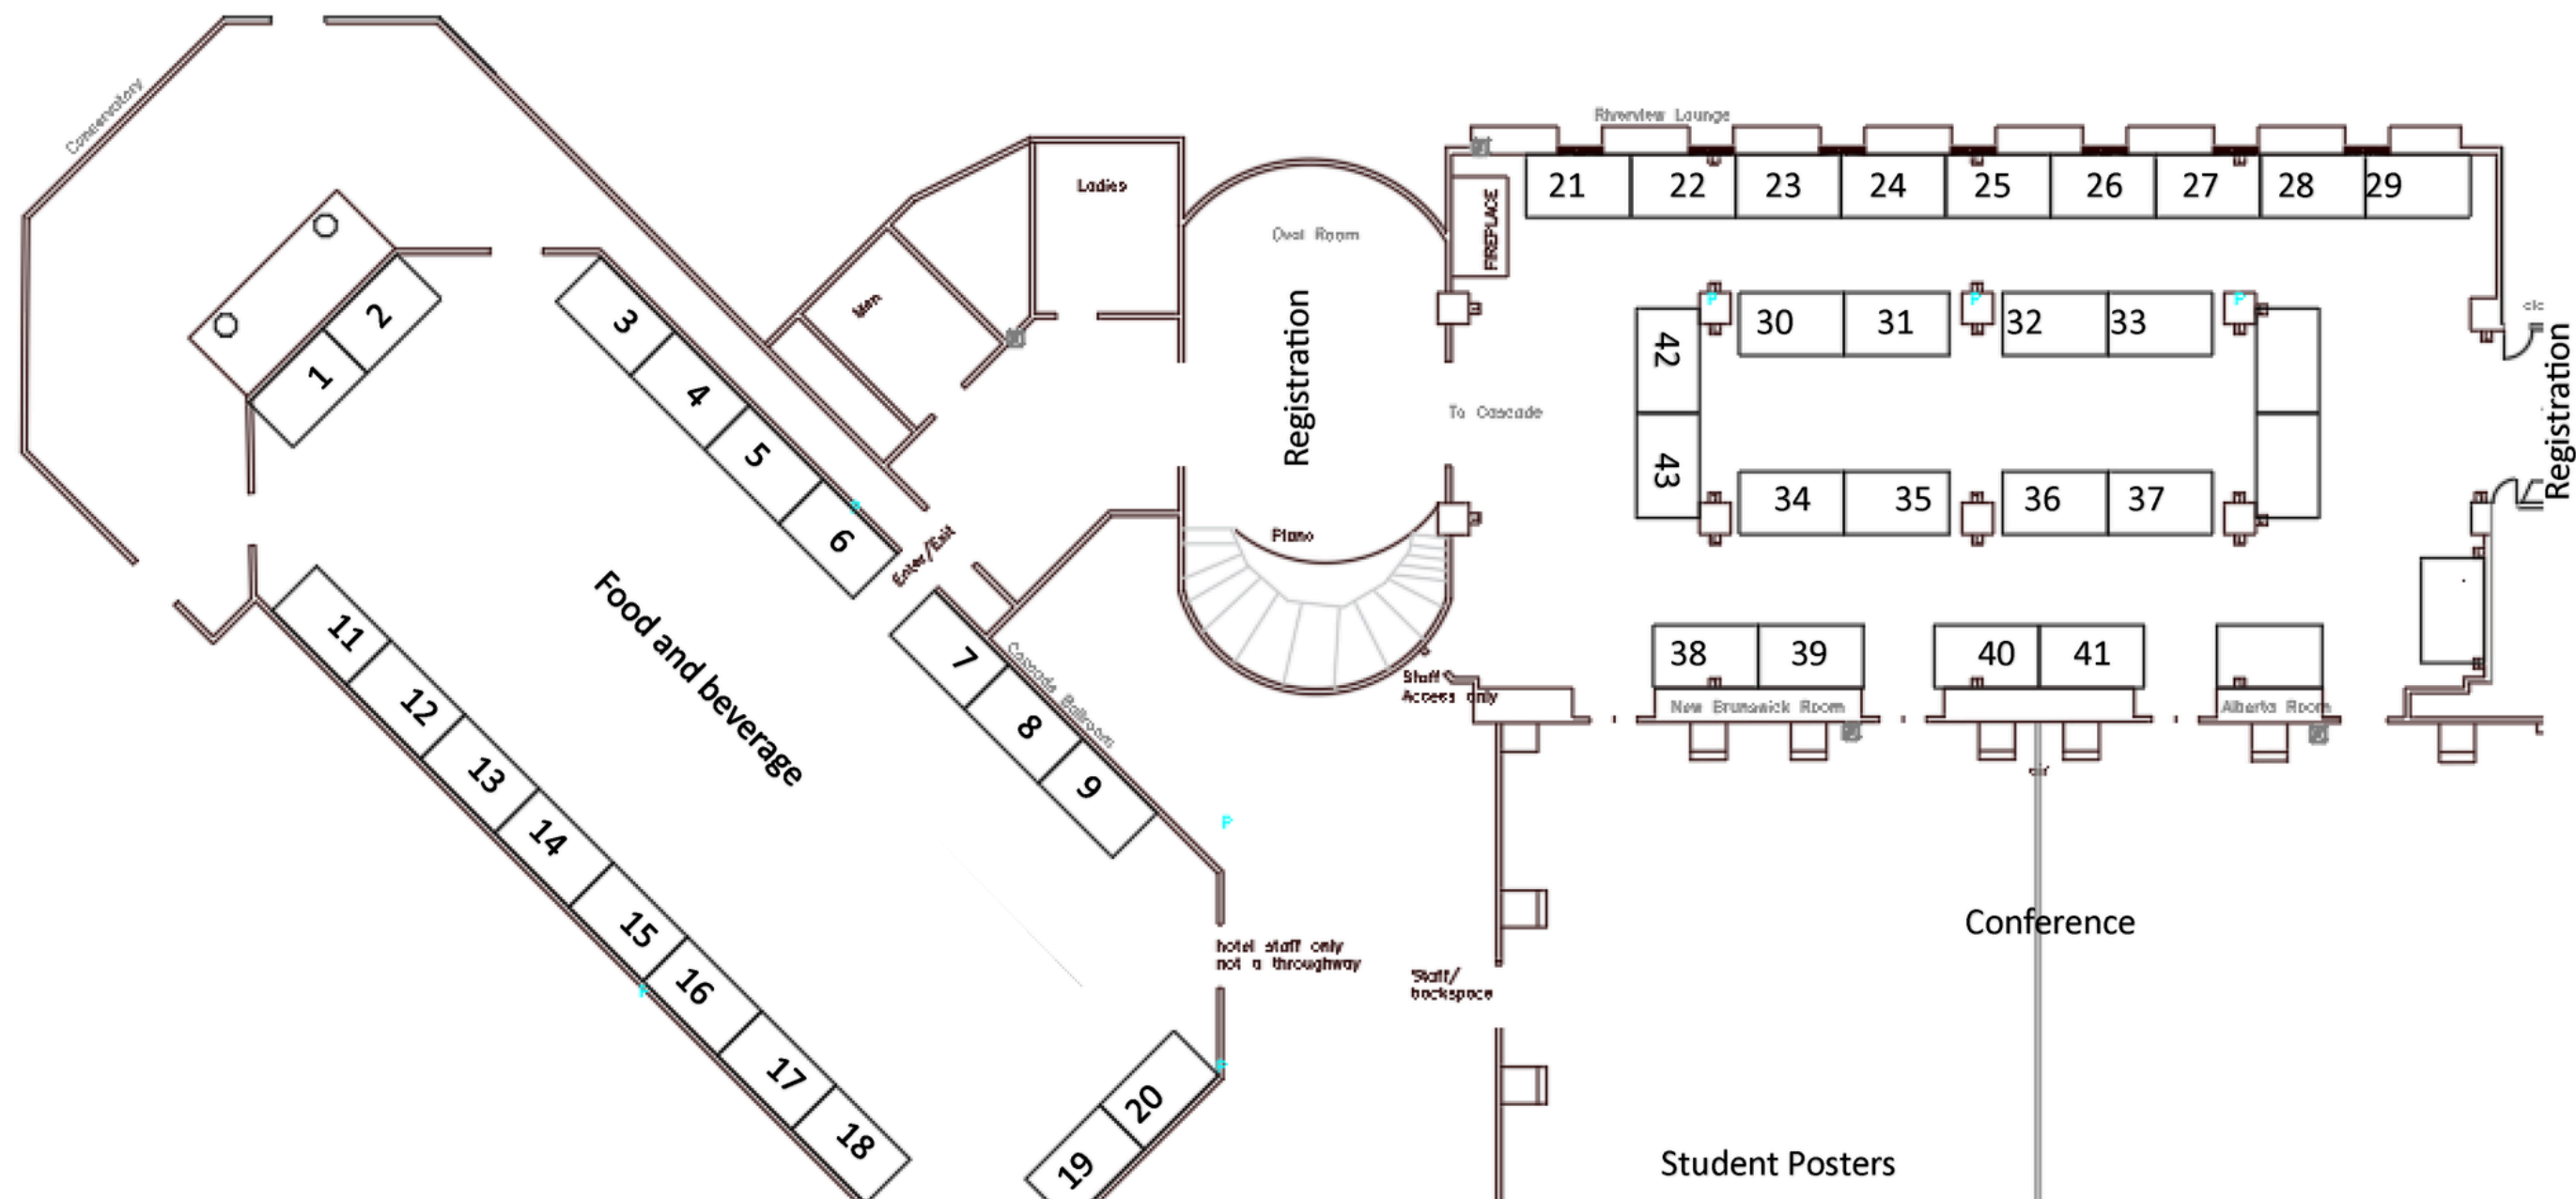 Conservatory
Riverview Lounge
Ladies
Men
Oval Room
FIREPLACE
Registration
To Cascade
Piano
Enter/Exit
Cascade Ballroom
Food and beverage
Staff
Access only
hotel staff only
not a throughway
Staff/
backspace
1
2
3
4
5
6
7
8
9
11
12
13
14
15
16
17
18
19
20
21
22
23
24
25
26
27
28
29
30
31
32
33
42
43
34
35
36
37
38
39
40
41
New Brunswick Room
Alberta Room
Registration
Conference
Student Posters
P
P
P
P
P
P
P